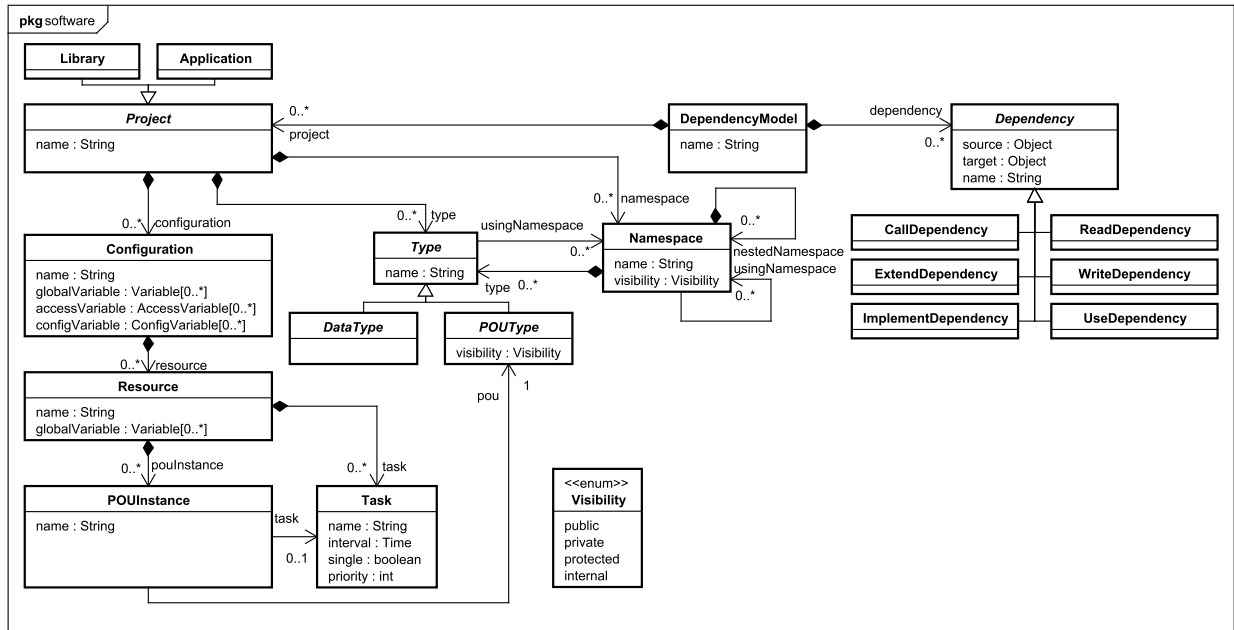 pkg software
Library
Application
Project
name : String
0..*
project
DependencyModel
name : String
dependency
0..*
Dependency
source : Object
target : Object
name : String
0..*
configuration
0..*
type
0..*
namespace
usingNamespace
0..*
Configuration
name : String
globalVariable : Variable[0..*]
accessVariable : AccessVariable[0..*]
configVariable : ConfigVariable[0..*]
Type
name : String
type
0..*
Namespace
name : String
visibility : Visibility
0..*
nestedNamespace
usingNamespace
0..*
CallDependency
ReadDependency
ExtendDependency
WriteDependency
ImplementDependency
UseDependency
DataType
POUType
visibility : Visibility
0..*
resource
Resource
name : String
globalVariable : Variable[0..*]
pou
1
0..*
pouInstance
0..*
task
POUInstance
name : String
task
0..1
Task
name : String
interval : Time
single : boolean
priority : int
<<enum>>
Visibility
public
private
protected
internal